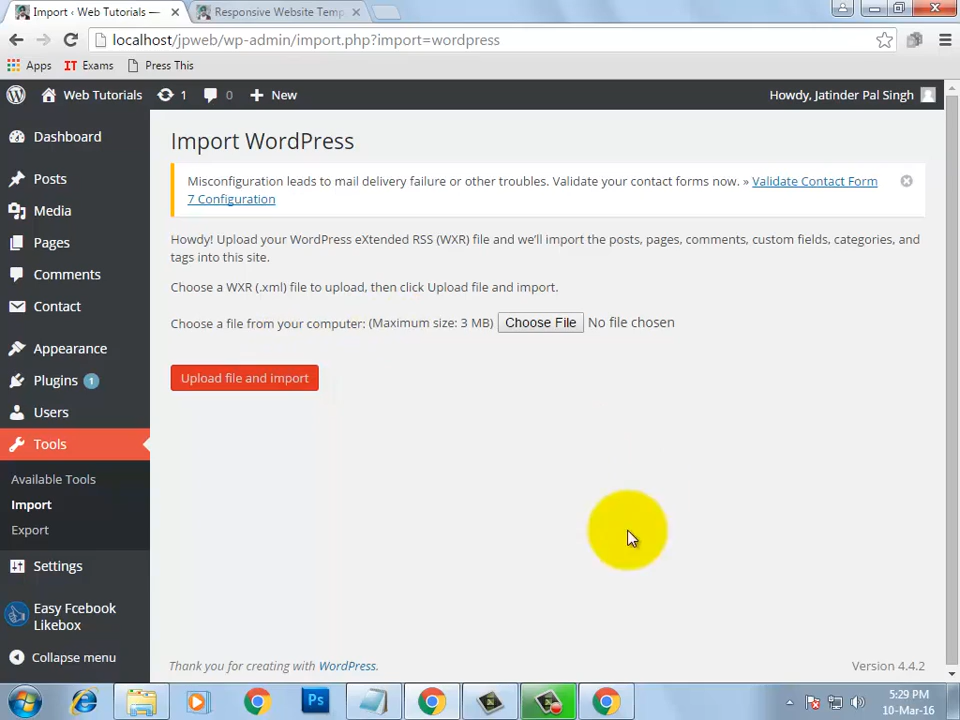 Import ‹ Web Tutorials —
Responsive Website Temp
localhost/jpweb/wp-admin/import.php?import=wordpress
Apps
IT Exams
Press This
Web Tutorials
1
0
New
Howdy, Jatinder Pal Singh
Dashboard
Posts
Media
Pages
Comments
Contact
Appearance
Plugins 1
Users
Tools
Available Tools
Import
Export
Settings
Easy Fcebook
Likebox
Collapse menu
Import WordPress
Misconfiguration leads to mail delivery failure or other troubles. Validate your contact forms now. » Validate Contact Form
7 Configuration
Howdy! Upload your WordPress eXtended RSS (WXR) file and we'll import the posts, pages, comments, custom fields, categories, and
tags into this site.
Choose a WXR (.xml) file to upload, then click Upload file and import.
Choose a file from your computer: (Maximum size: 3 MB) Choose File No file chosen
Upload file and import
Thank you for creating with WordPress.
Version 4.4.2
Ps
5:29 PM
10-Mar-16